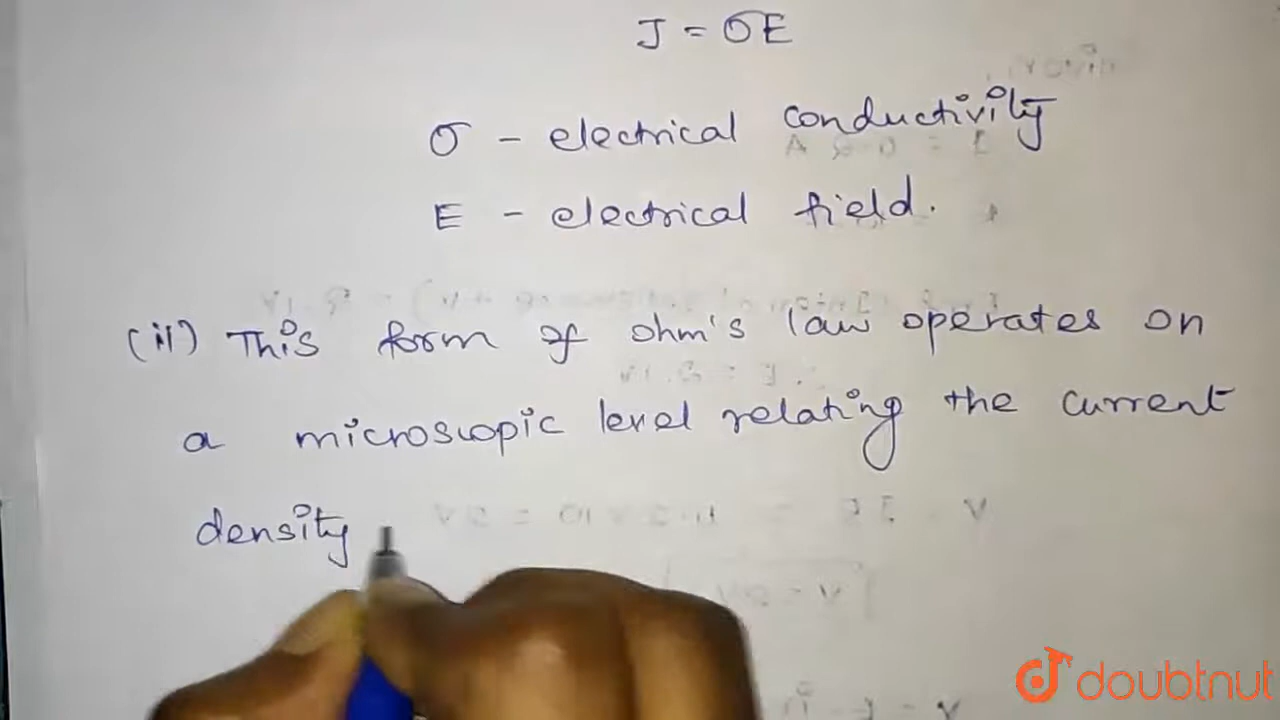 J = σE
σ - electrical conductivity
E - electrical field.
(ii) This form of ohm's law operates on
a microscopic level relating the current
density
doubtnut